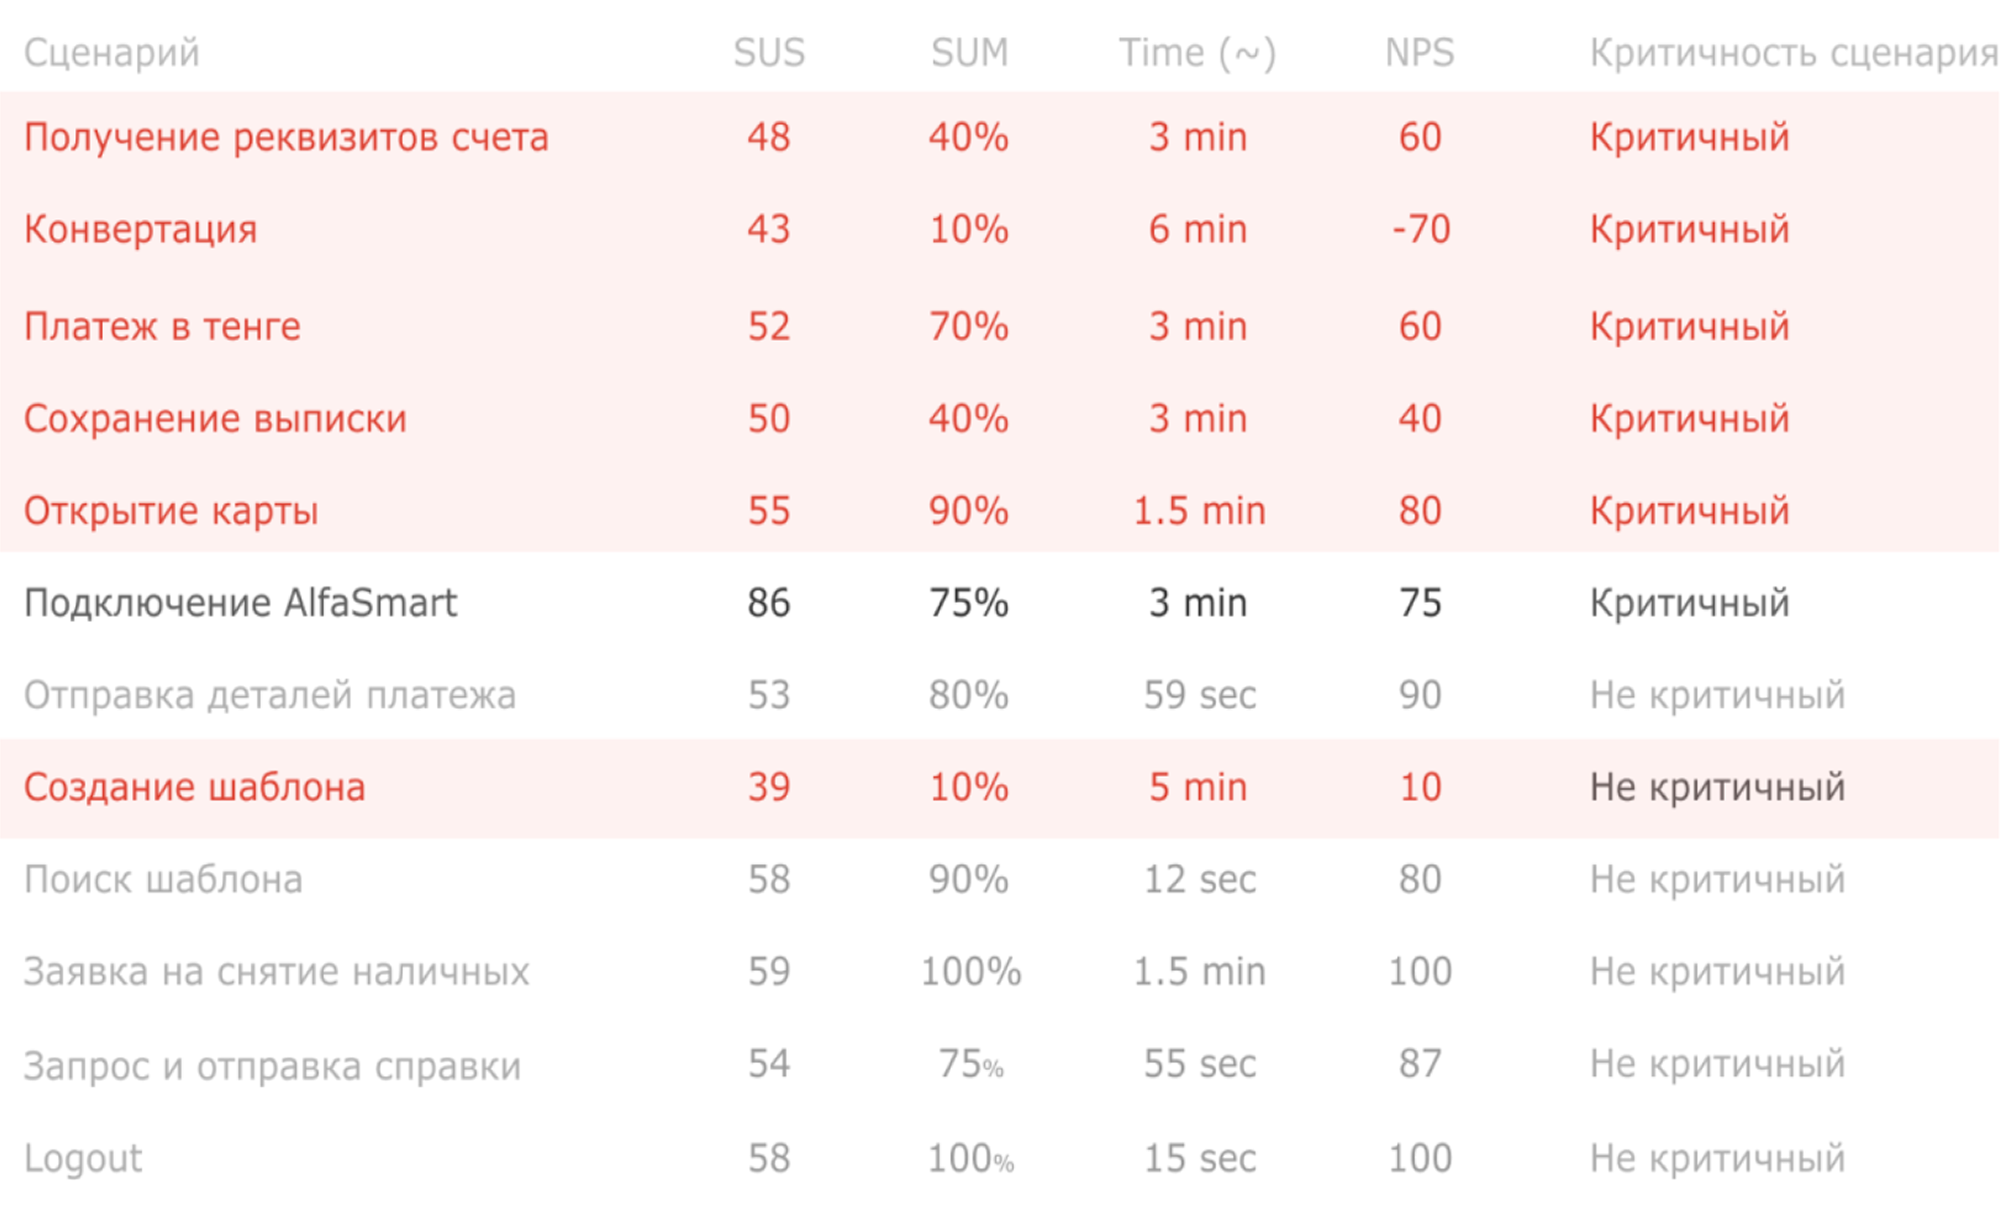 Сценарий SUS SUM Time (~) NPS Критичность сценария
Получение реквизитов счета 48 40% 3 min 60 Критичный
Конвертация 43 10% 6 min -70 Критичный
Платеж в тенге 52 70% 3 min 60 Критичный
Сохранение выписки 50 40% 3 min 40 Критичный
Открытие карты 55 90% 1.5 min 80 Критичный
Подключение AlfaSmart 86 75% 3 min 75 Критичный
Отправка деталей платежа 53 80% 59 sec 90 Не критичный
Создание шаблона 39 10% 5 min 10 Не критичный
Поиск шаблона 58 90% 12 sec 80 Не критичный
Заявка на снятие наличных 59 100% 1.5 min 100 Не критичный
Запрос и отправка справки 54 75% 55 sec 87 Не критичный
Logout 58 100% 15 sec 100 Не критичный